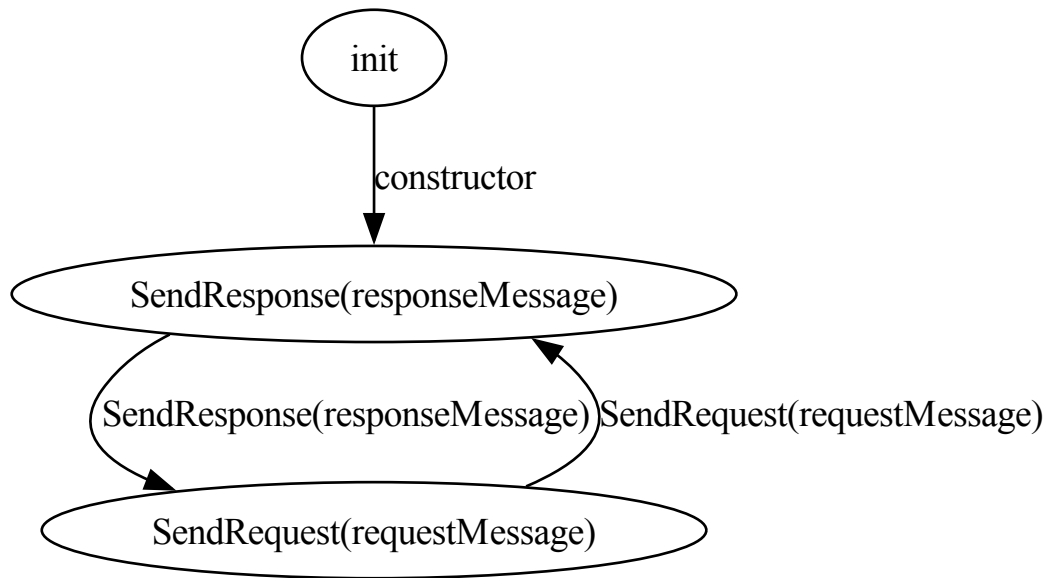 init
constructor
SendResponse(responseMessage)
SendResponse(responseMessage) SendRequest(requestMessage)
SendRequest(requestMessage)